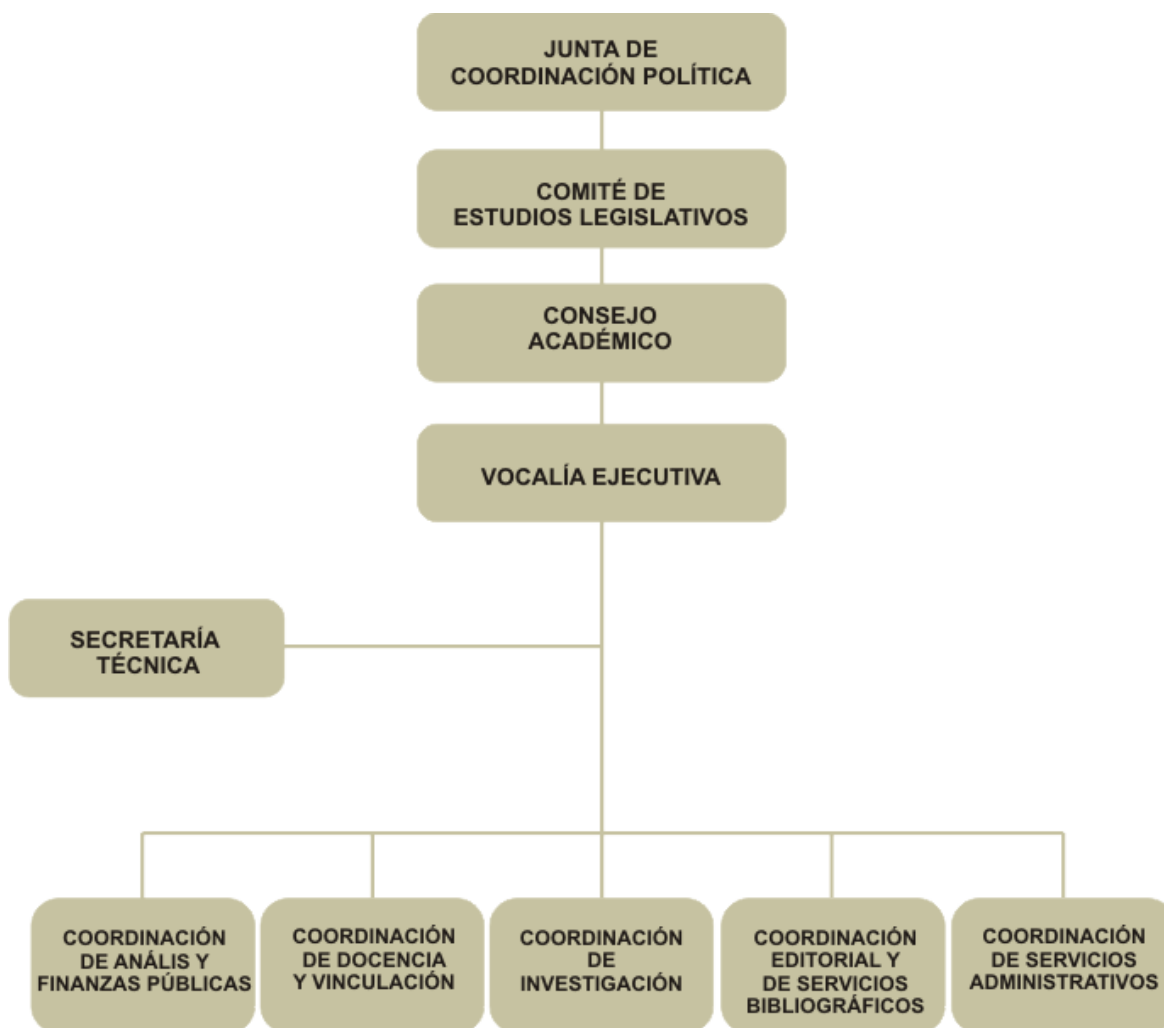 JUNTA DE
COORDINACIÓN POLÍTICA
COMITÉ DE
ESTUDIOS LEGISLATIVOS
CONSEJO
ACADÉMICO
VOCALÍA EJECUTIVA
SECRETARÍA
TÉCNICA
COORDINACIÓN
DE ANÁLIS Y
FINANZAS PÚBLICAS
COORDINACIÓN
DE DOCENCIA
Y VINCULACIÓN
COORDINACIÓN
DE
INVESTIGACIÓN
COORDINACIÓN
EDITORIAL Y
DE SERVICIOS
BIBLIOGRÁFICOS
COORDINACIÓN
DE SERVICIOS
ADMINISTRATIVOS